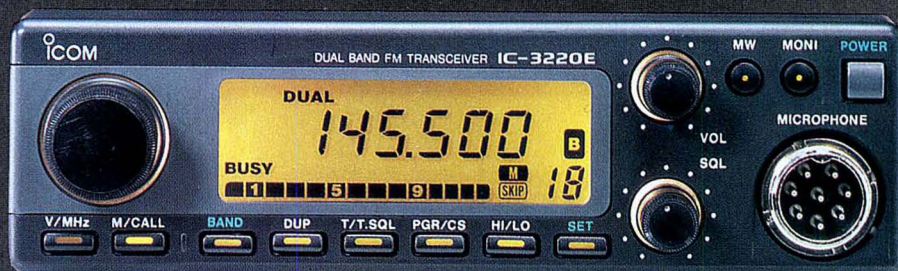 ICOM
DUAL BAND FM TRANSCEIVER IC-3220E
MW MONI POWER
DUAL
145.500 B
BUSY
1 5 9
M
SKIP 18
VOL
SQL
MICROPHONE
V/MHz M/CALL BAND DUP T/T.SQL PGR/CS HI/LO SET